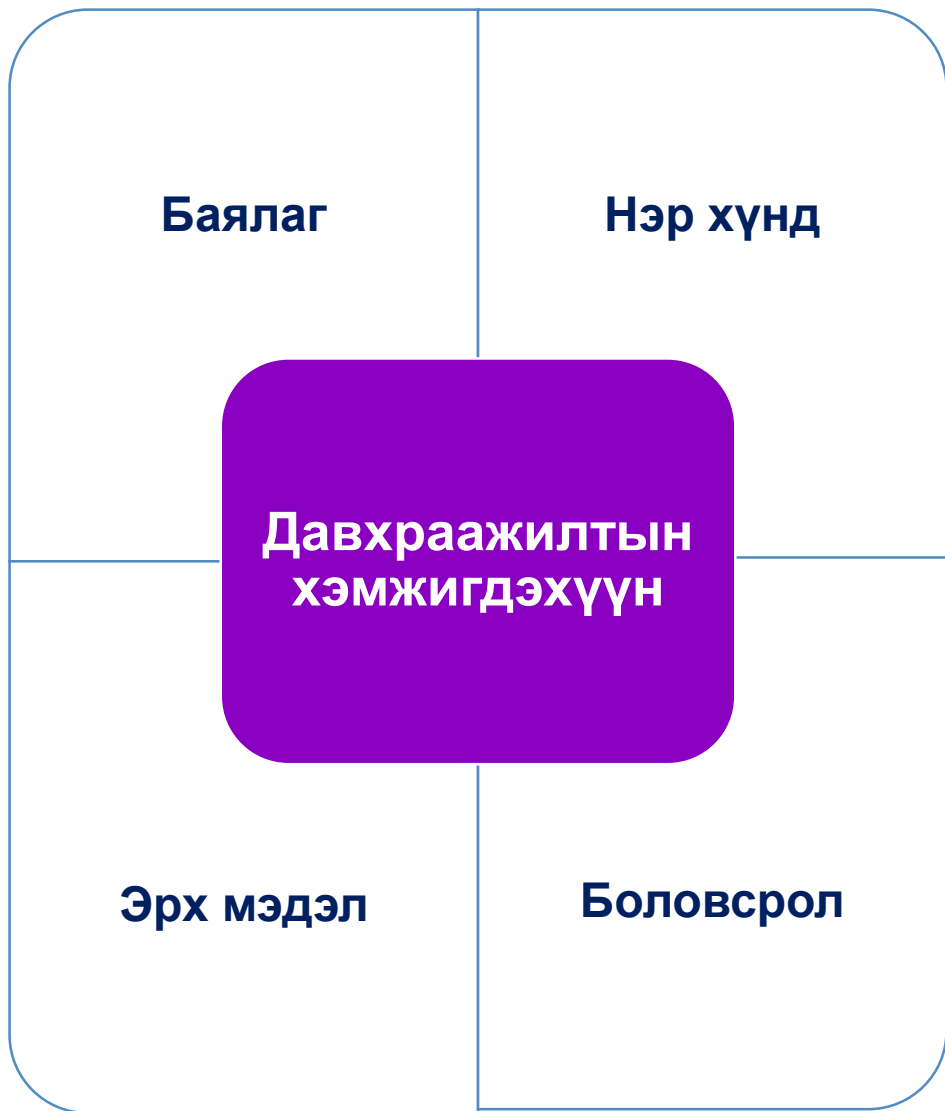 Баялаг
Нэр хүнд
Давхраажилтын
хэмжигдэхүүн
Эрх мэдэл
Боловсрол